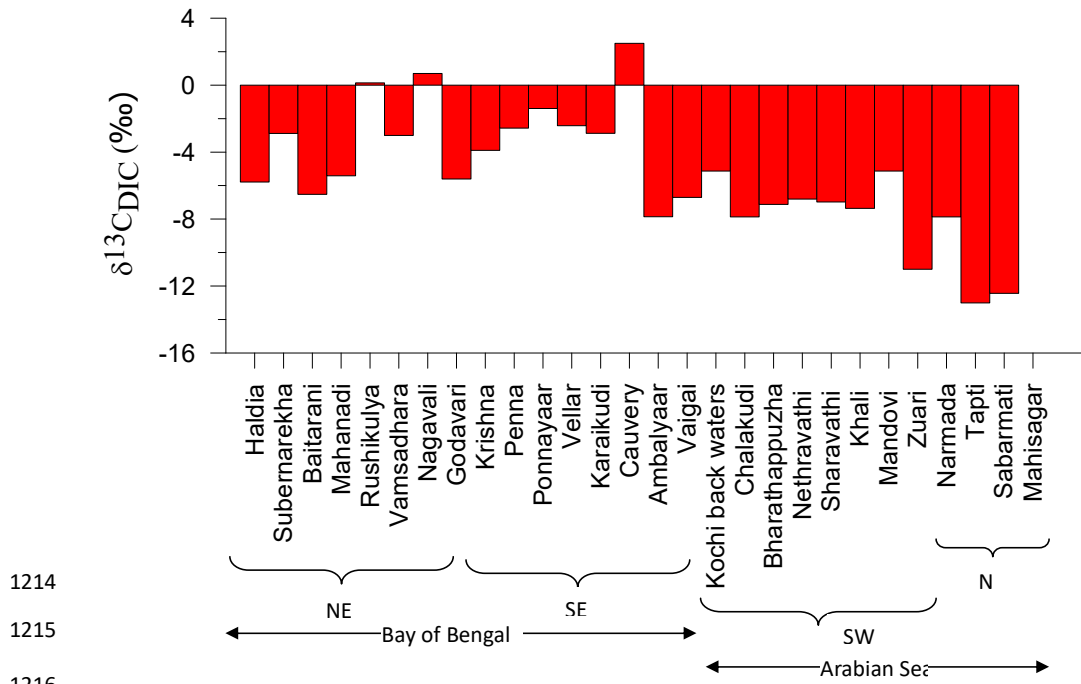 4
0
-4
-8
-12
-16
δ13CDIC (‰)
Haldia
Subernarekha
Baitarani
Mahanadi
Rushikulya
Vamsadhara
Nagavali
Godavari
Krishna
Penna
Ponnayaar
Vellar
Karaikudi
Cauvery
Ambalyaar
Vaigai
Kochi back waters
Chalakudi
Bharathappuzha
Nethravathi
Sharavathi
Khali
Mandovi
Zuari
Narmada
Tapti
Sabarmati
Mahisagar
1214
NE
SE
N
1215
Bay of Bengal
SW
Arabian Sea
1216